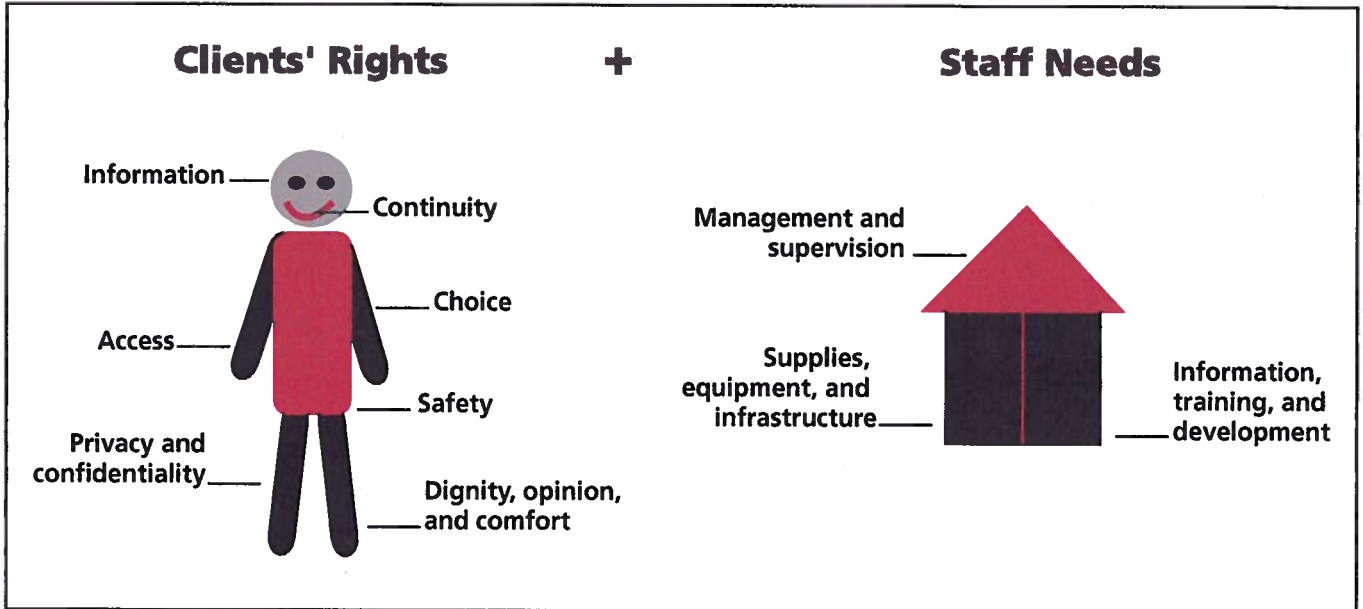 Clients' Rights + Staff Needs
Information
Continuity
Choice
Access
Safety
Privacy and
confidentiality
Dignity, opinion,
and comfort
Management and
supervision
Supplies,
equipment, and
infrastructure
Information,
training, and
development